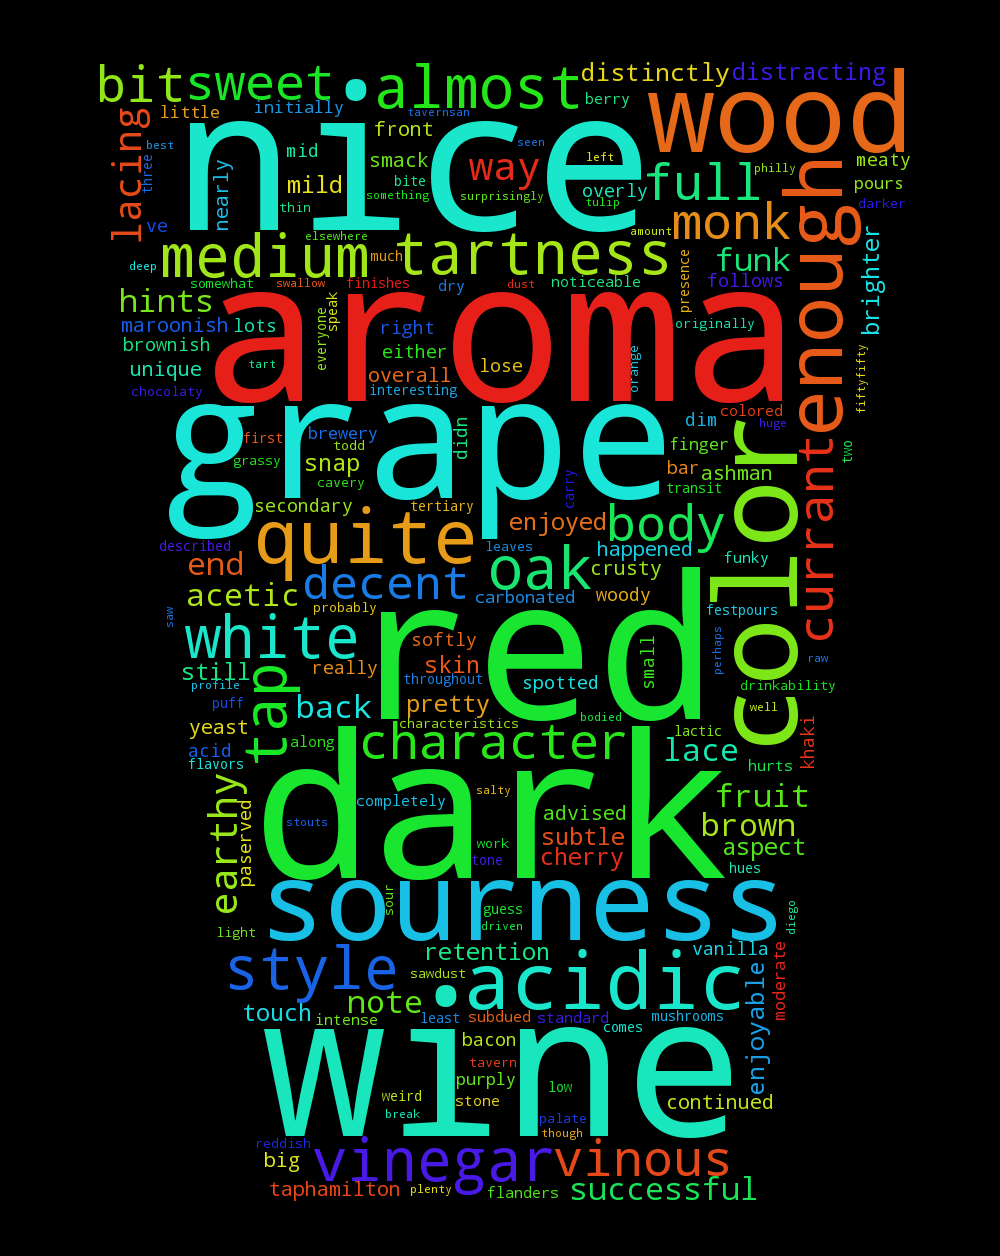 bit sweet almost distinctly distracting
little initially tavernsan berry wood
lacing nice front seen left
best three mid smack way full philly meaty
nearly mild bite overly pours
thin something surprisingly tulip darker
ve elsewhere amount monk enough
deep medium much tartness funk brighter
somewhat swallow finishes dry dust noticeable presence follows
hints everyone speak originally
maroonish lots right
brownish either orange
unique tart aroma overall lose
chocolaty interesting fiftyfifty
grape colored huge
first brewery todd didn dim
grassy snap finger two
cavery carry bar ashman
secondary tertiary transit currant
quite enjoyed body color
described leaves happened funky
end decent oak crusty
acetic probably carbonated woody festpours
saw white red softly small perhaps
still really skin raw
profile throughout spotted drinkability
puff tap back pretty well
yeast characteristics bodied lactic
acid along character lace khaki
flavors hurts
earthy dark salty fruit
paserved completely advised brown
stouts work subtle aspect
tone cherry hues
sourness sour guess diego
light driven
style retention vanilla moderate
sawdust acidic enjoyable
touch note least subdued standard mushrooms
intense comes
wine bacon
tavern
purply low
weird stone continued
break palate
though
reddish vinegar vinous
big
taphamilton plenty flanders successful